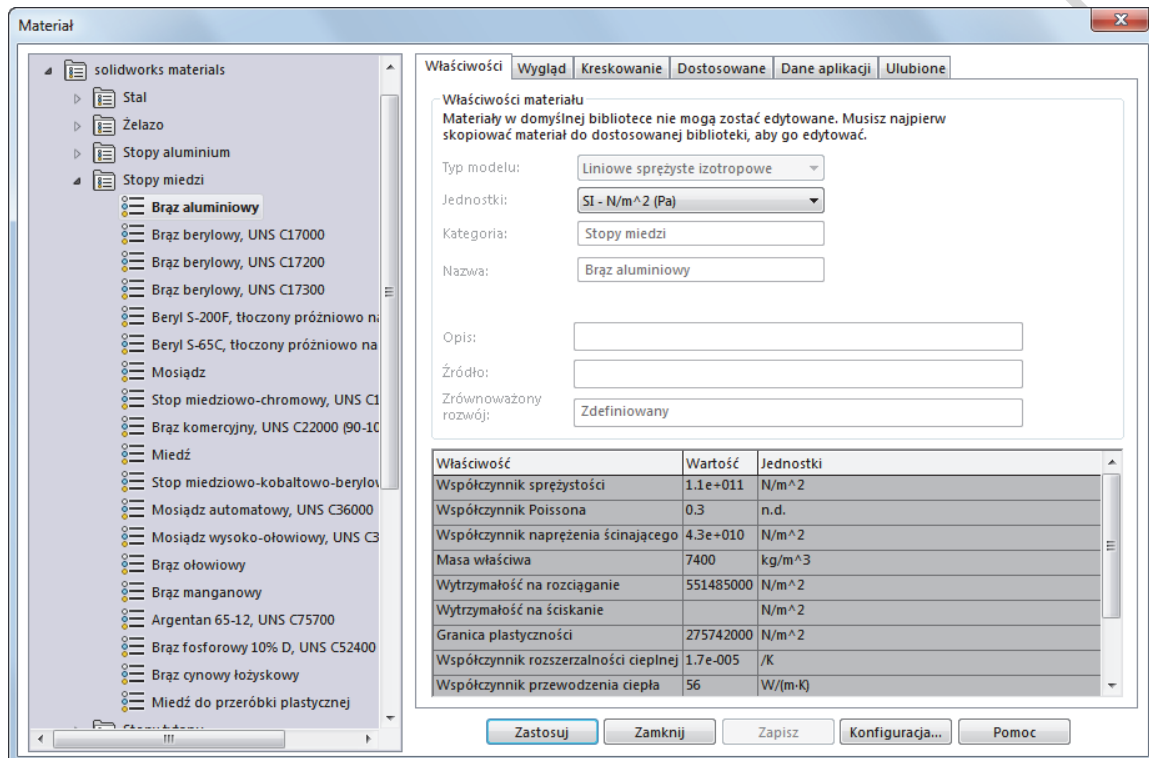 Materiał
solidworks materials
Stal
Żelazo
Stopy aluminium
Stopy miedzi
Brąz aluminiowy
Brąz berylowy, UNS C17000
Brąz berylowy, UNS C17200
Brąz berylowy, UNS C17300
Beryl S-200F, tłoczony próżniowo na
Beryl S-65C, tłoczony próżniowo na
Mosiądz
Stop miedziowo-chromowy, UNS C1
Brąz komercyjny, UNS C22000 (90-10
Miedź
Stop miedziowo-kobaltowo-berylow
Mosiądz automatowy, UNS C36000
Mosiądz wysoko-ołowiowy, UNS C3
Brąz ołowiowy
Brąz manganowy
Argentan 65-12, UNS C75700
Brąz fosforowy 10% D, UNS C52400
Brąz cynowy łożyskowy
Miedź do przeróbki plastycznej
Właściwości Wygląd Kreskowanie Dostosowane Dane aplikacji Ulubione
Właściwości materiału
Materiały w domyślnej bibliotece nie mogą zostać edytowane. Musisz najpierw
skopiować materiał do dostosowanej biblioteki, aby go edytować.
Typ modelu: Liniowe sprężyste izotropowe
Jednostki: SI - N/m^2 (Pa)
Kategoria: Stopy miedzi
Nazwa: Brąz aluminiowy
Opis:
Źródło:
Zrównoważony
rozwój: Zdefiniowany
Właściwość Wartość Jednostki
Współczynnik sprężystości 1.1e+011 N/m^2
Współczynnik Poissona 0.3 n.d.
Współczynnik naprężenia ścinającego 4.3e+010 N/m^2
Masa właściwa 7400 kg/m^3
Wytrzymałość na rozciąganie 551485000 N/m^2
Wytrzymałość na ściskanie N/m^2
Granica plastyczności 275742000 N/m^2
Współczynnik rozszerzalności cieplnej 1.7e-005 /K
Współczynnik przewodzenia ciepła 56 W/(m·K)
Zastosuj Zamknij Zapisz Konfiguracja... Pomoc